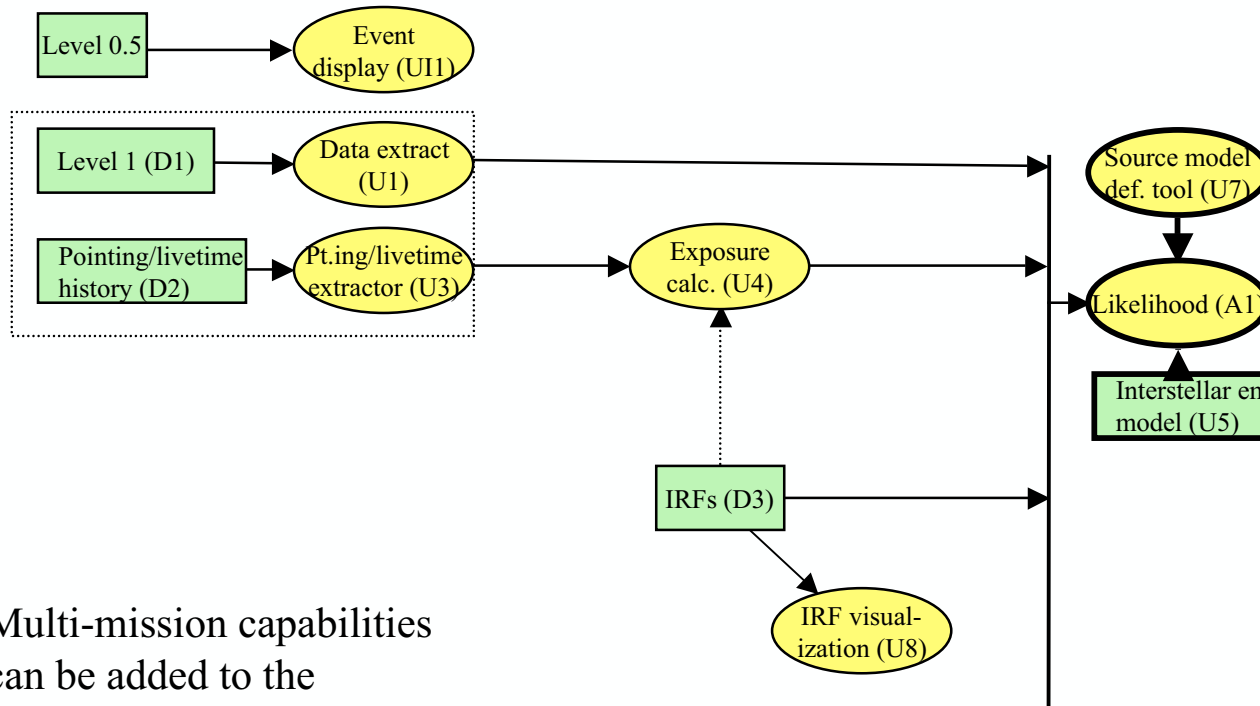 Level 0.5
Event
display (UI1)
Level 1 (D1)
Data extract
(U1)
Pointing/livetime
history (D2)
Pt.ing/livetime
extractor (U3)
Exposure
calc. (U4)
Source model
def. tool (U7)
Likelihood (A1)
Interstellar em
model (U5)
IRFs (D3)
IRF visual-
ization (U8)
Multi-mission capabilities
can be added to the